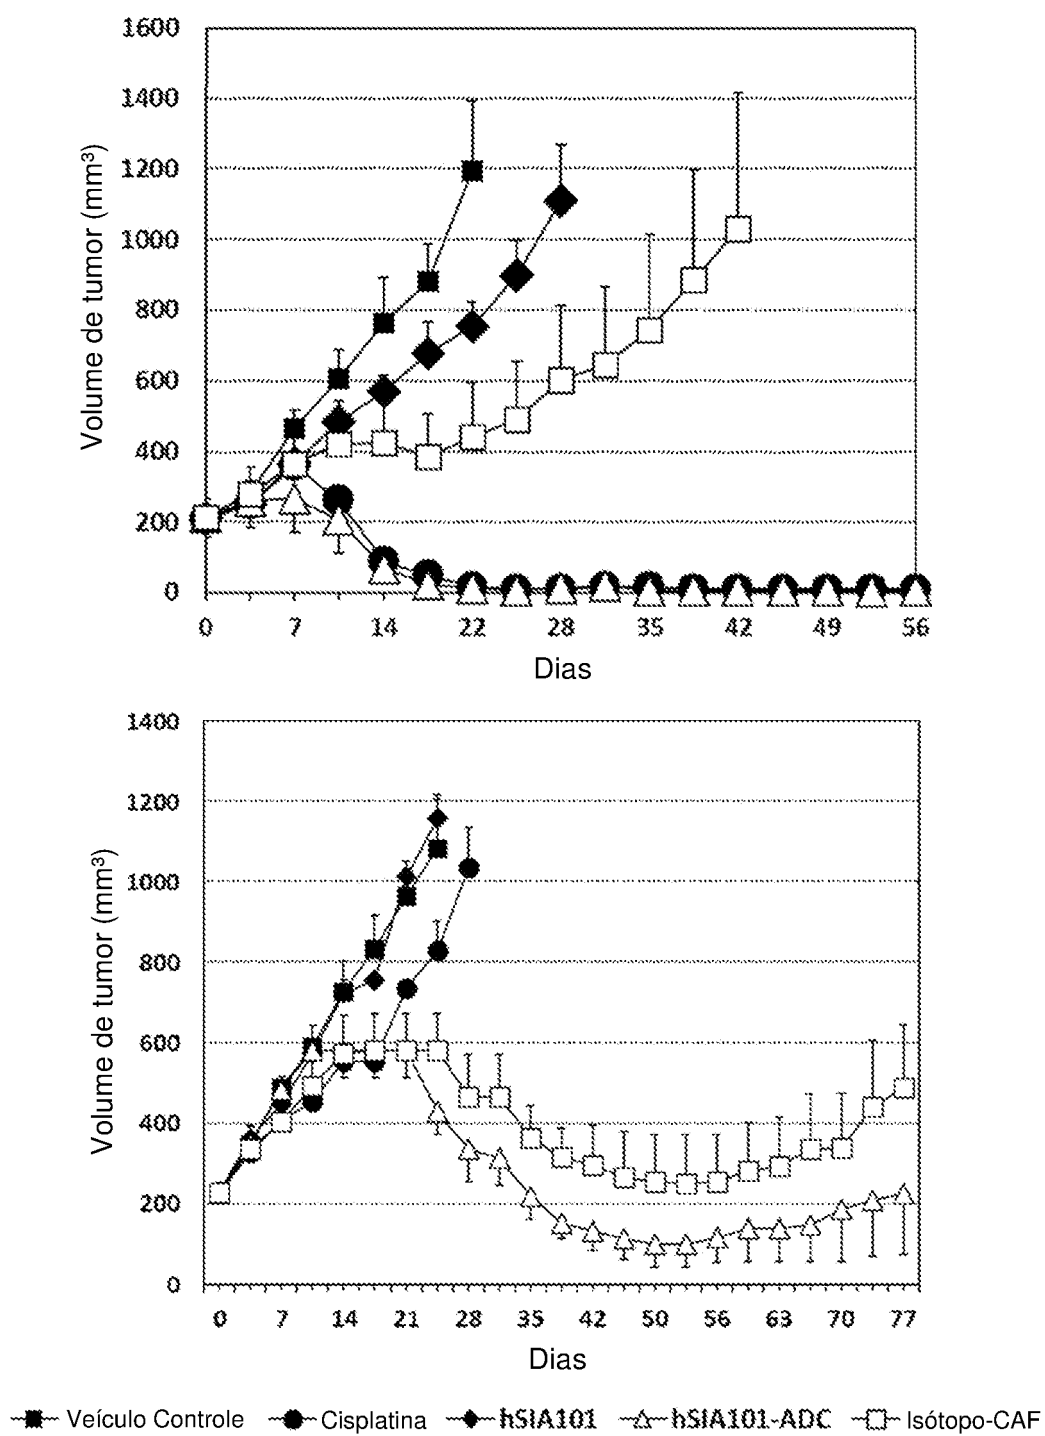 1600
1400
1200
1000
800
600
400
200
0
Volume de tumor (mm³)
0 7 14 22 28 35 42 49 56
Dias
1400
1200
1000
800
600
400
200
0
Volume de tumor (mm³)
0 7 14 21 28 35 42 50 56 63 70 77
Dias
Veículo Controle Cisplatina hSIA101 hSIA101-ADC Isótopo-CAF